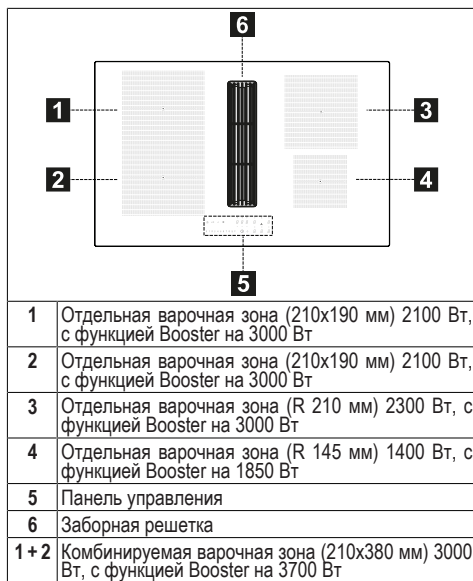 6
1
3
2
4
5
1 Отдельная варочная зона (210x190 мм) 2100 Вт,
с функцией Booster на 3000 Вт
2 Отдельная варочная зона (210x190 мм) 2100 Вт,
с функцией Booster на 3000 Вт
3 Отдельная варочная зона (R 210 мм) 2300 Вт, с
функцией Booster на 3000 Вт
4 Отдельная варочная зона (R 145 мм) 1400 Вт, с
функцией Booster на 1850 Вт
5 Панель управления
6 Заборная решетка
1 + 2 Комбинируемая варочная зона (210x380 мм) 3000
Вт, с функцией Booster на 3700 Вт